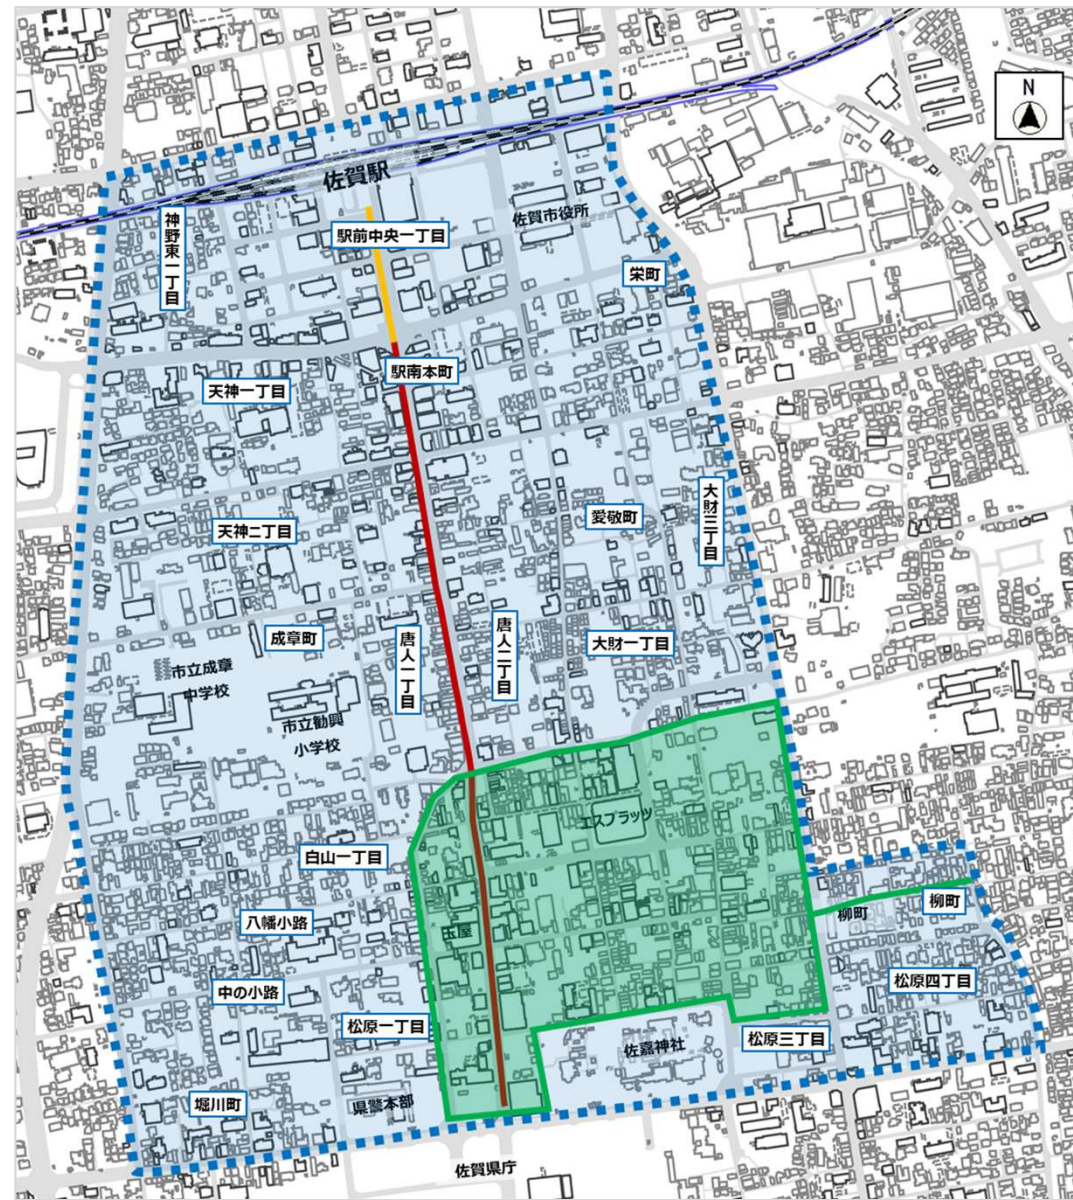 N
佐賀駅
佐賀市役所
神野東一丁目
駅前中央一丁目
栄町
駅南本町
天神一丁目
大財三丁目
愛敬町
天神二丁目
唐人一丁目
唐人二丁目
成章町
大財一丁目
市立成章
中学校
市立勧興
小学校
エスプラッツ
白山一丁目
柳町
柳町
八幡小路
玉屋
松原四丁目
中の小路
松原一丁目
松原三丁目
佐嘉神社
堀川町
県警本部
佐賀県庁